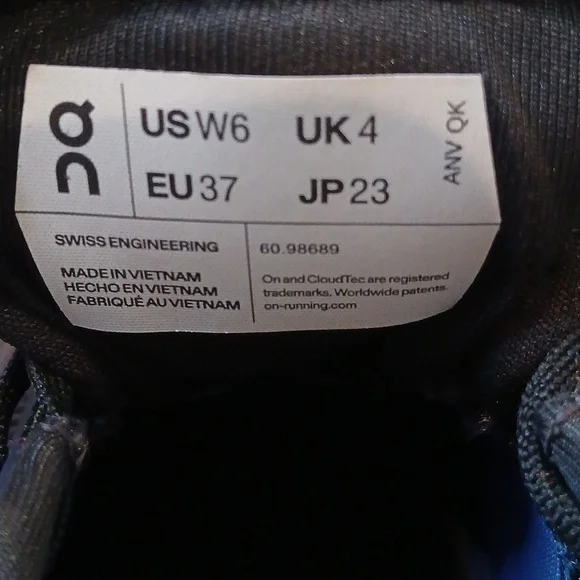 On
US W6 UK 4
EU 37 JP 23
ANV QK
SWISS ENGINEERING
MADE IN VIETNAM
HECHO EN VIETNAM
FABRIQUÉ AU VIETNAM
60.98689
On and CloudTec are registered
trademarks. Worldwide patents.
on-running.com